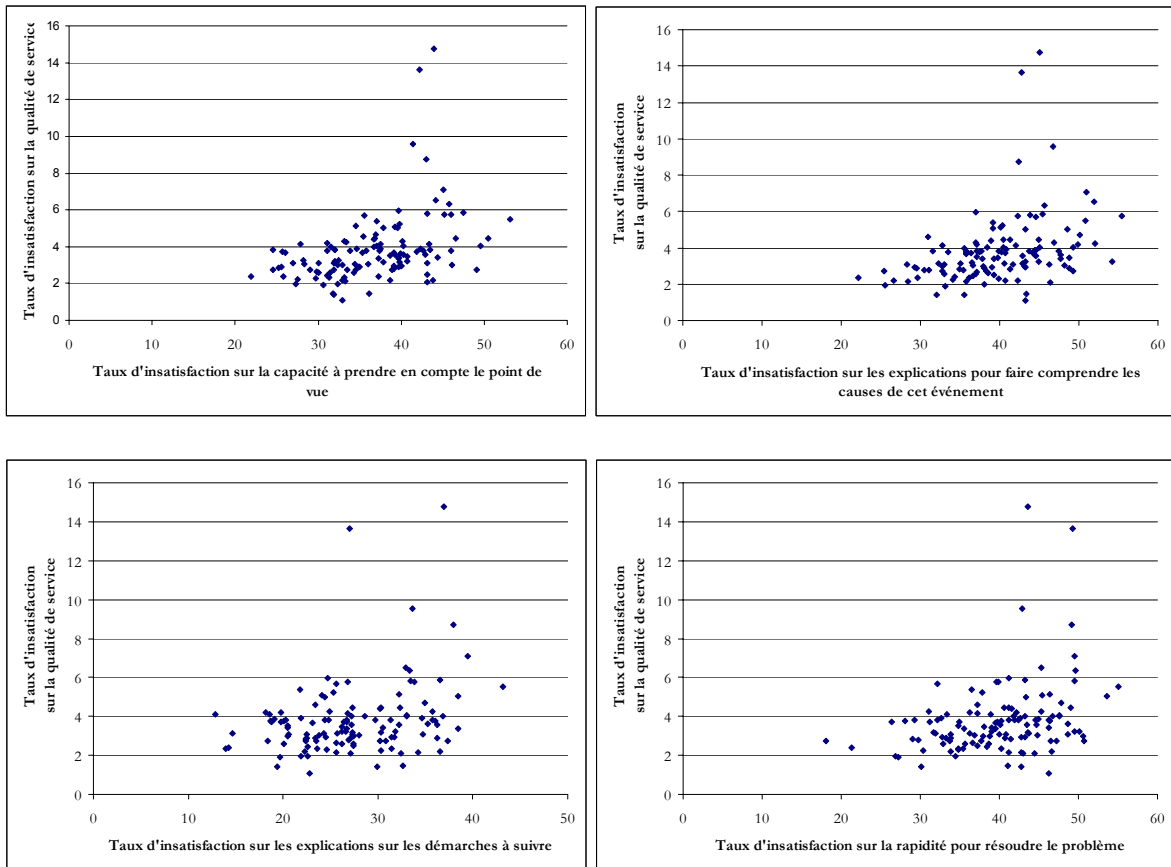 Taux d'insatisfaction sur la qualité de service
16
14
12
10
8
6
4
2
0
0 10 20 30 40 50 60
Taux d'insatisfaction sur la capacité à prendre en compte le point de
vue
Taux d'insatisfaction
sur la qualité de service
16
14
12
10
8
6
4
2
0
0 10 20 30 40 50 60
Taux d'insatisfaction sur les explications pour faire comprendre les
causes de cet événement
Taux d'insatisfaction
sur la qualité de service
16
14
12
10
8
6
4
2
0
0 10 20 30 40 50
Taux d'insatisfaction sur les explications sur les démarches à suivre
Taux d'insatisfaction
sur la qualité de service
16
14
12
10
8
6
4
2
0
0 10 20 30 40 50 60
Taux d'insatisfaction sur la rapidité pour résoudre le problème